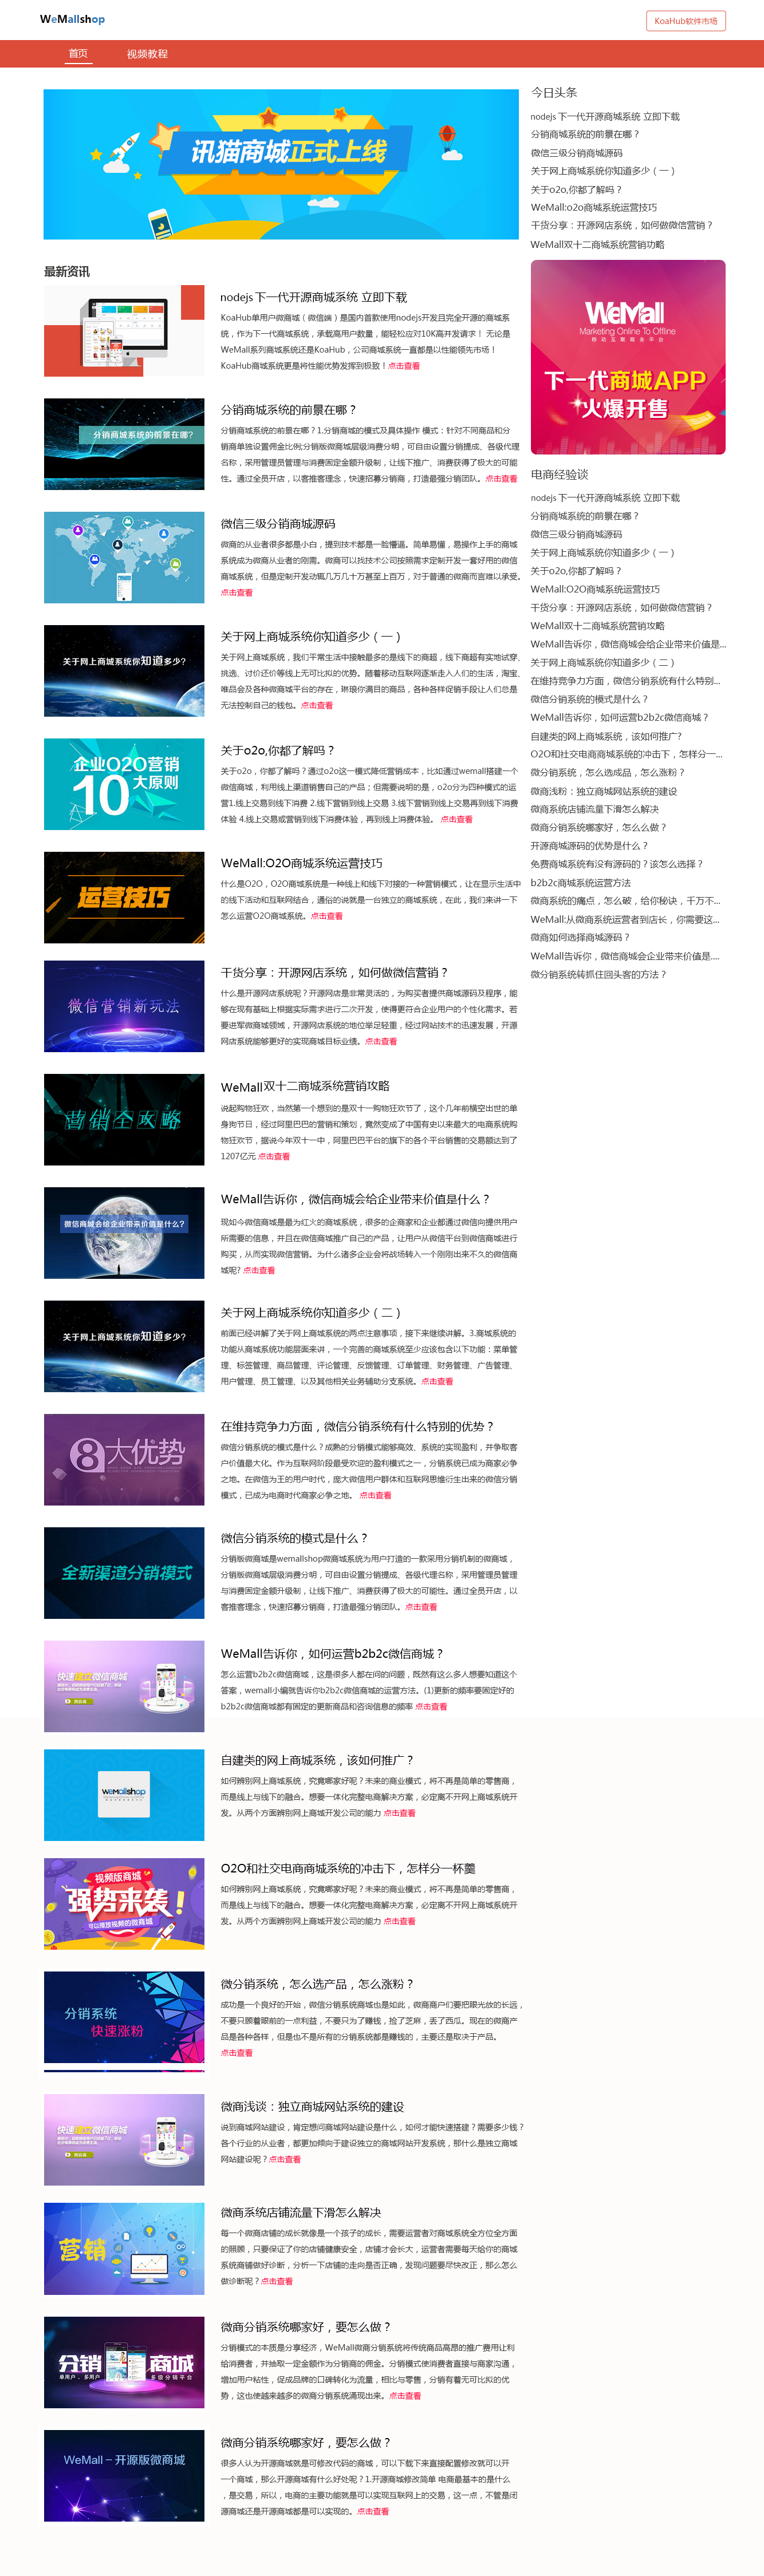 WeMallshop
KoaHub软件市场
首页
视频教程
讯猫商城正式上线
最新资讯
nodejs 下一代开源商城系统 立即下载
KoaHub单用户微商城（微信端）是国内首款使用nodejs开发且完全开源的商城系
统，作为下一代商城系统，承载高用户数量，能轻松应对10K高并发请求！ 无论是
WeMall系列商城系统还是KoaHub，公司商城系统一直都是以性能领先市场！
KoaHub商城系统更是将性能优势发挥到极致！点击查看
分销商城系统的前景在哪?
分销商城系统的前景在哪？
分销商城系统的前景在哪？1.分销商城的模式及具体操作 模式：针对不同商品和分
销商单独设置佣金比例;分销版微商城层级消费分明，可自由设置分销提成、各级代理
名称，采用管理员管理与消费固定金额升级制，让线下推广、消费获得了极大的可能
性。通过全员开店，以客推客理念，快速招募分销商，打造最强分销团队。点击查看
微信三级分销商城源码
微商的从业者很多都是小白，提到技术都是一脸懵逼。简单易懂，易操作上手的商城
系统成为微商从业者的刚需。微商可以找技术公司按照需求定制开发一套好用的微信
商城系统，但是定制开发动辄几万几十万甚至上百万，对于普通的微商而言难以承受。
点击查看
关于网上商城系统你知道多少?
关于网上商城系统你知道多少（一）
关于网上商城系统，我们平常生活中接触最多的是线下的商超，线下商超有实地试穿、
挑选、讨价还价等线上无可比拟的优势。随着移动互联网逐渐走入人们的生活，淘宝、
唯品会及各种微商城平台的存在，琳琅你满目的商品，各种各样促销手段让人们总是
无法控制自己的钱包。点击查看
企业O2O营销
10大原则
关于o2o,你都了解吗？
关于o2o，你都了解吗？通过o2o这一模式降低营销成本，比如通过wemall搭建一个
微信商城，利用线上渠道销售自己的产品；但需要说明的是，o2o分为四种模式的运
营1.线上交易到线下消费 2.线下营销到线上交易 3.线下营销到线上交易再到线下消费
体验 4.线上交易或营销到线下消费体验，再到线上消费体验。 点击查看
运营技巧
WeMall:O2O商城系统运营技巧
什么是O2O，O2O商城系统是一种线上和线下对接的一种营销模式，让在显示生活中
的线下活动和互联网结合，通俗的说就是一台独立的商城系统，在此，我们来讲一下
怎么运营O2O商城系统。点击查看
微信营销新玩法
干货分享：开源网店系统，如何做微信营销？
什么是开源网店系统呢？开源网店是非常灵活的，为购买者提供商城源码及程序，能
够在现有基础上根据实际需求进行二次开发，使得更符合企业用户的个性化需求。若
要进军微商城领域，开源网店系统的地位举足轻重，经过网站技术的迅速发展，开源
网店系统能够更好的实现商城目标业绩。点击查看
营销全攻略
WeMall双十二商城系统营销攻略
说起购物狂欢，当然第一个想到的是双十一购物狂欢节了，这个几年前横空出世的单
身狗节日，经过阿里巴巴的营销和策划，竟然变成了中国有史以来最大的电商系统购
物狂欢节，据说今年双十一中，阿里巴巴平台的旗下的各个平台销售的交易额达到了
1207亿元 点击查看
微信商城会给企业带来价值是什么?
WeMall告诉你，微信商城会给企业带来价值是什么？
现如今微信商城是最为红火的商城系统，很多的企商家和企业都通过微信向提供用户
所需要的信息，并且在微信商城推广自己的产品，让用户从微信平台到微信商城进行
购买，从而实现微信营销。为什么诸多企业会将战场转入一个刚刚出来不久的微信商
城呢? 点击查看
关于网上商城系统你知道多少?
关于网上商城系统你知道多少（二）
前面已经讲解了关于网上商城系统的两点注意事项，接下来继续讲解。3.商城系统的
功能从商城系统功能层面来讲，一个完善的商城系统至少应该包含以下功能：菜单管
理、标签管理、商品管理、评论管理、反馈管理、订单管理、财务管理、广告管理、
用户管理、员工管理、以及其他相关业务辅助分支系统。点击查看
8大优势
在维持竞争力方面，微信分销系统有什么特别的优势？
微信分销系统的模式是什么？成熟的分销模式能够高效、系统的实现盈利，并争取客
户价值最大化。作为互联网阶段最受欢迎的盈利模式之一，分销系统已成为商家必争
之地。在微信为王的用户时代，庞大微信用户群体和互联网思维衍生出来的微信分销
模式，已成为电商时代商家必争之地。 点击查看
全新渠道分销模式
微信分销系统的模式是什么？
分销版微商城是wemallshop微商城系统为用户打造的一款采用分销机制的微商城，
分销版微商城层级消费分明，可自由设置分销提成、各级代理名称，采用管理员管理
与消费固定金额升级制，让线下推广、消费获得了极大的可能性。通过全员开店，以
客推客理念，快速招募分销商，打造最强分销团队。点击查看
快速建立微信商城
WeMall告诉你，如何运营b2b2c微信商城？
怎么运营b2b2c微信商城，这是很多人都在问的问题，既然有这么多人想要知道这个
答案，wemall小编就告诉你b2b2c微信商城的运营方法。(1)更新的频率要固定好的
b2b2c微信商城都有固定的更新商品和咨询信息的频率 点击查看
WeMallshop
自建类的网上商城系统，该如何推广？
如何辨别网上商城系统，究竟哪家好呢？未来的商业模式，将不再是简单的零售商，
而是线上与线下的融合。想要一体化完整电商解决方案，必定离不开网上商城系统开
发。从两个方面辨别网上商城开发公司的能力 点击查看
视频版商城
强势来袭！
可以播放视频的微商城
O2O和社交电商商城系统的冲击下，怎样分一杯羹
如何辨别网上商城系统，究竟哪家好呢？未来的商业模式，将不再是简单的零售商，
而是线上与线下的融合。想要一体化完整电商解决方案，必定离不开网上商城系统开
发。从两个方面辨别网上商城开发公司的能力 点击查看
分销系统
快速涨粉
微分销系统，怎么选产品，怎么涨粉？
成功是一个良好的开始，微信分销系统商城也是如此，微商商户们要把眼光放的长远，
不要只顾着眼前的一点利益，不要只为了赚钱，捡了芝麻，丢了西瓜。现在的微商产
品是各种各样，但是也不是所有的分销系统都是赚钱的，主要还是取决于产品。
点击查看
快速建立微信商城
微商浅谈：独立商城网站系统的建设
说到商城网站建设，肯定想问商城网站建设是什么，如何才能快速搭建？需要多少钱？
各个行业的从业者，都更加倾向于建设独立的商城网站开发系统，那什么是独立商城
网站建设呢？点击查看
营销
微商系统店铺流量下滑怎么解决
每一个微商店铺的成长就像是一个孩子的成长，需要运营者对商城系统全方位全方面
的照顾，只要保证了你的店铺健康安全，店铺才会长大，运营者需要每天给你的商城
系统商铺做好诊断，分析一下店铺的走向是否正确，发现问题要尽快改正，那么怎么
做诊断呢？点击查看
分销商城
单用户、多用户
多级分销平台
微商分销系统哪家好，要怎么做？
分销模式的本质是分享经济，WeMall微商分销系统将传统商品高昂的推广费用让利
给消费者，并抽取一定金额作为分销商的佣金。分销模式使消费者直接与商家沟通，
增加用户粘性，促成品牌的口碑转化为流量，相比与零售，分销有着无可比拟的优
势，这也使越来越多的微商分销系统涌现出来。点击查看
WeMall－开源版微商城
微商分销系统哪家好，要怎么做？
很多人认为开源商城就是可修改代码的商城，可以下载下来直接配置修改就可以开
一个商城，那么开源商城有什么好处呢？1.开源商城修改简单 电商最基本的是什么
，是交易，所以，电商的主要功能就是可以实现互联网上的交易，这一点，不管是闭
源商城还是开源商城都是可以实现的。点击查看
今日头条
nodejs 下一代开源商城系统 立即下载
分销商城系统的前景在哪？
微信三级分销商城源码
关于网上商城系统你知道多少（一）
关于o2o,你都了解吗？
WeMall:o2o商城系统运营技巧
干货分享：开源网店系统，如何做微信营销？
WeMall双十二商城系统营销功略
WeMall
Marketing Online To Offline
移动互联网商务平台
下一代商城APP
火爆开售
电商经验谈
nodejs 下一代开源商城系统 立即下载
分销商城系统的前景在哪？
微信三级分销商城源码
关于网上商城系统你知道多少（一）
关于o2o,你都了解吗？
WeMall:O2O商城系统运营技巧
干货分享：开源网店系统，如何做微信营销？
WeMall双十二商城系统营销攻略
WeMall告诉你，微信商城会给企业带来价值是...
关于网上商城系统你知道多少（二）
在维持竞争力方面，微信分销系统有什么特别...
微信分销系统的模式是什么？
WeMall告诉你，如何运营b2b2c微信商城？
自建类的网上商城系统，该如何推广?
O2O和社交电商商城系统的冲击下，怎样分一...
微分销系统，怎么选成品，怎么涨粉？
微商浅粉：独立商城网站系统的建设
微商系统店铺流量下滑怎么解决
微商分销系统哪家好，怎么么做？
开源商城源码的优势是什么？
免费商城系统有没有源码的？该怎么选择？
b2b2c商城系统运营方法
微商系统的痛点，怎么破，给你秘诀，千万不...
WeMall:从微商系统运营者到店长，你需要这...
微商如何选择商城源码？
WeMall告诉你，微信商城会企业带来价值是....
微分销系统转抓住回头客的方法？